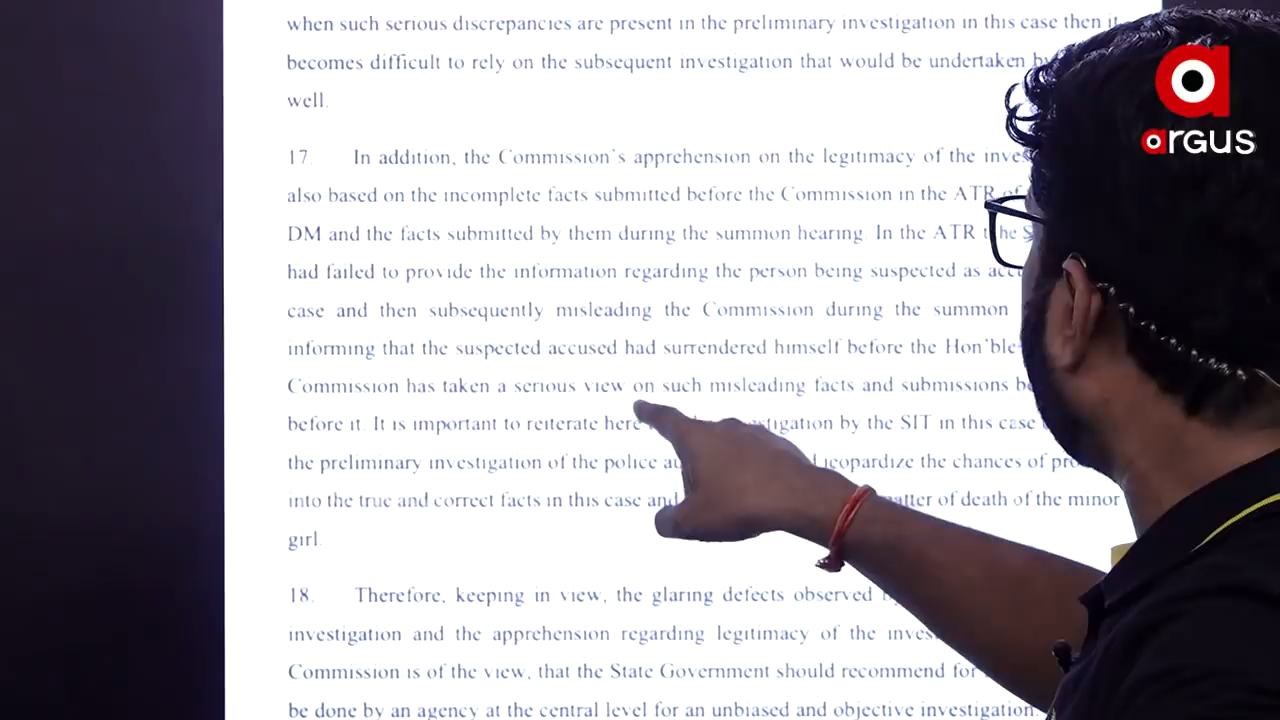 when such serious discrepancies are present in the preliminary investigation in this case then it
becomes difficult to rely on the subsequent investigation that would be undertaken
well.
17. In addition, the Commission's apprehension on the legitimacy of the
also based on the incomplete facts submitted before the Commission in the ATR of
DM and the facts submitted by them during the summon hearing. In the ATR
had failed to provide the information regarding the person being suspected as
case and then subsequently misleading the Commission during the summon
informing that the suspected accused had surrendered himself before the Hon'ble
Commission has taken a serious view on such misleading facts and submissions
before it. It is important to reiterate here by the SIT in this case
the preliminary investigation of the police jeopardize the chances of
into the true and correct facts in this case and matter of death of the minor
girl.
18. Therefore, keeping in view, the glaring defects observed
investigation and the apprehension regarding legitimacy of the
Commission is of the view, that the State Government should recommend for
be done by an agency at the central level for an unbiased and objective investigation.
argus